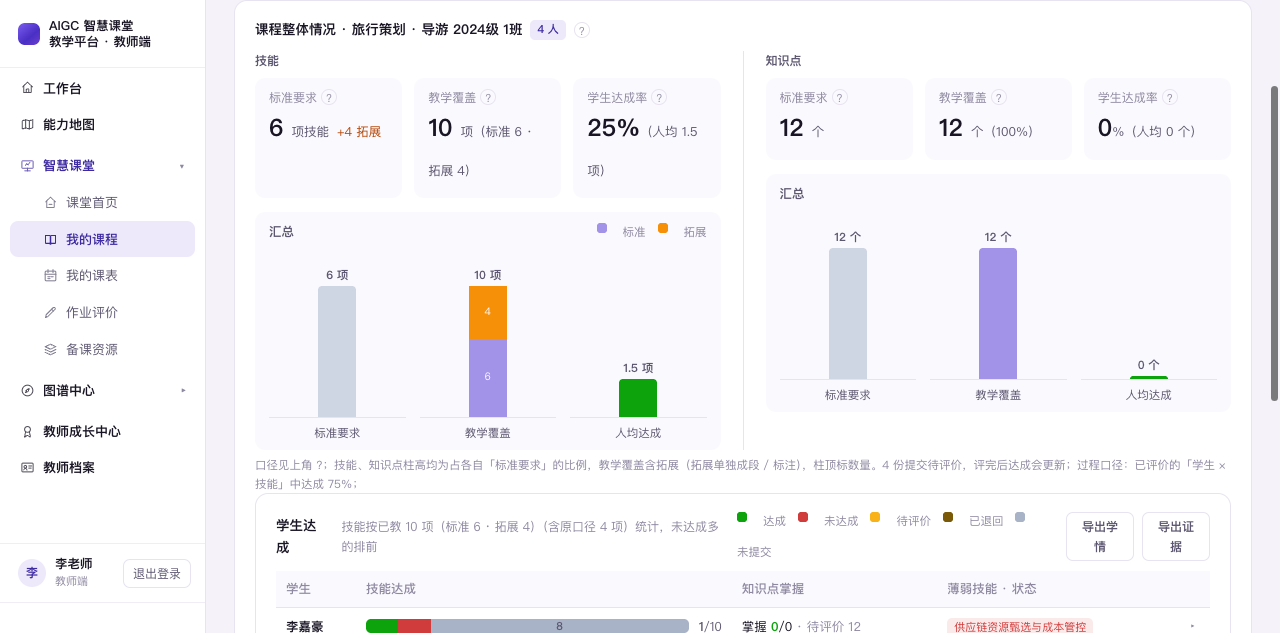 AIGC 智慧课堂
教学平台 · 教师端
工作台
能力地图
智慧课堂
课堂首页
我的课程
我的课表
作业评价
备课资源
图谱中心
教师成长中心
教师档案
李
李老师
教师端
退出登录
课程整体情况 · 旅行策划 · 导游 2024级 1班 4 人 ?
技能
标准要求 ?
6 项技能 +4 拓展
教学覆盖 ?
10 项（标准 6 ·
拓展 4）
学生达成率 ?
25%（人均 1.5
项）
汇总
标准 拓展
6 项
10 项
4
6
1.5 项
标准要求 教学覆盖 人均达成
知识点
标准要求 ?
12 个
教学覆盖 ?
12 个（100%）
学生达成率 ?
0%（人均 0 个）
汇总
12 个
12 个
0 个
标准要求 教学覆盖 人均达成
口径见上角 ?；技能、知识点柱高均为占各自「标准要求」的比例，教学覆盖含拓展（拓展单独成段 / 标注），柱顶标数量。4 份提交待评价，评完后达成会更新；过程口径：已评价的「学生 ×
技能」中达成 75%；
学生达
成
技能按已教 10 项（标准 6 · 拓展 4）（含原口径 4 项）统计，未达成多
的排前
达成 未达成 待评价 已退回
未提交
导出学
情
导出证
据
学生 技能达成 知识点掌握 薄弱技能 · 状态
李嘉豪 8 1/10 掌握 0/0 · 待评价 12 供应链资源甄选与成本管控